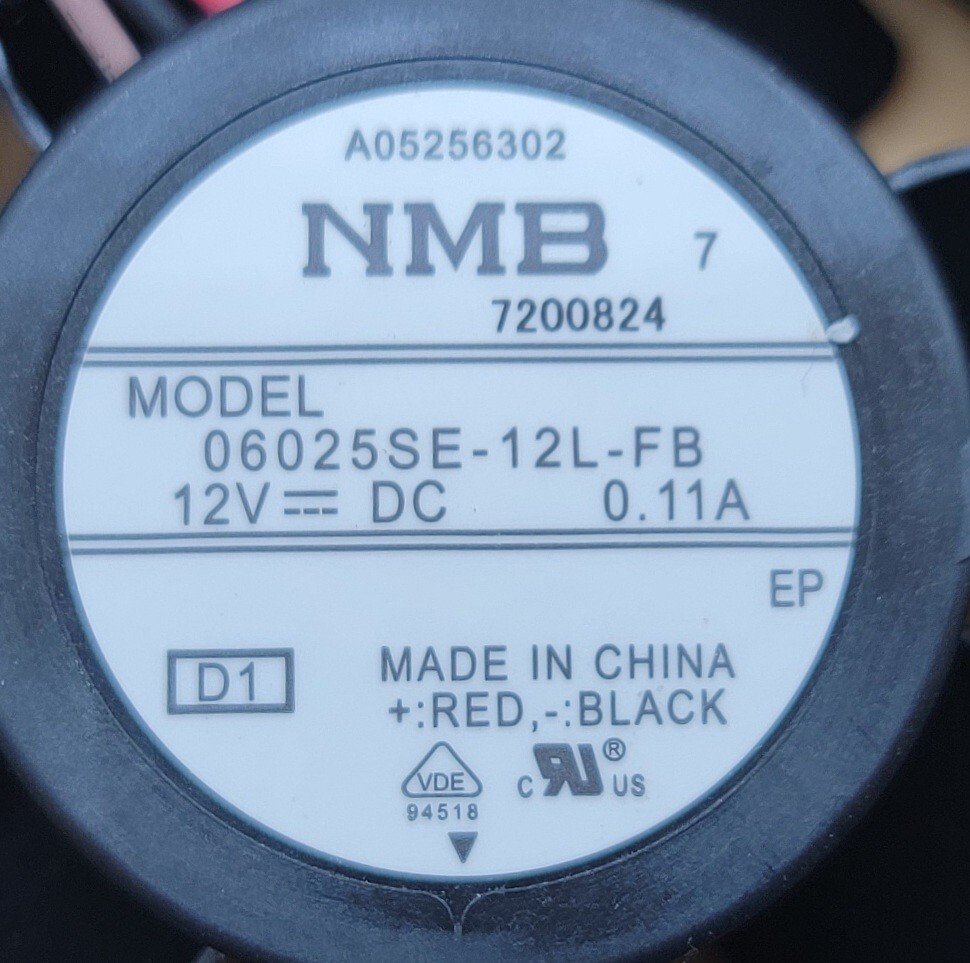 A05256302
NMB 7
7200824
MODEL
06025SE-12L-FB
12V DC 0.11A
EP
D1
MADE IN CHINA
+:RED,-:BLACK
VDE
94518
C RU® US